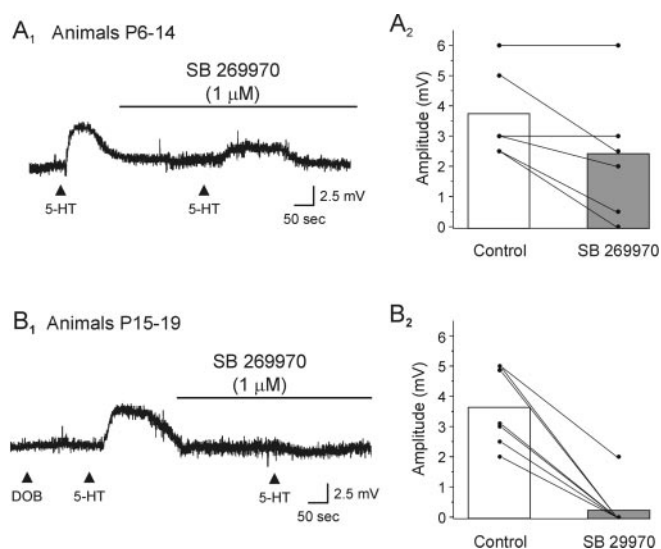 A1 Animals P6-14
SB 269970
(1 μM)
5-HT
5-HT
2.5 mV
50 sec
A2
Amplitude (mV)
6
5
4
3
2
1
0
Control
SB 269970
B1 Animals P15-19
SB 269970
(1 μM)
DOB
5-HT
5-HT
2.5 mV
50 sec
B2
Amplitude (mV)
6
5
4
3
2
1
0
Control
SB 29970